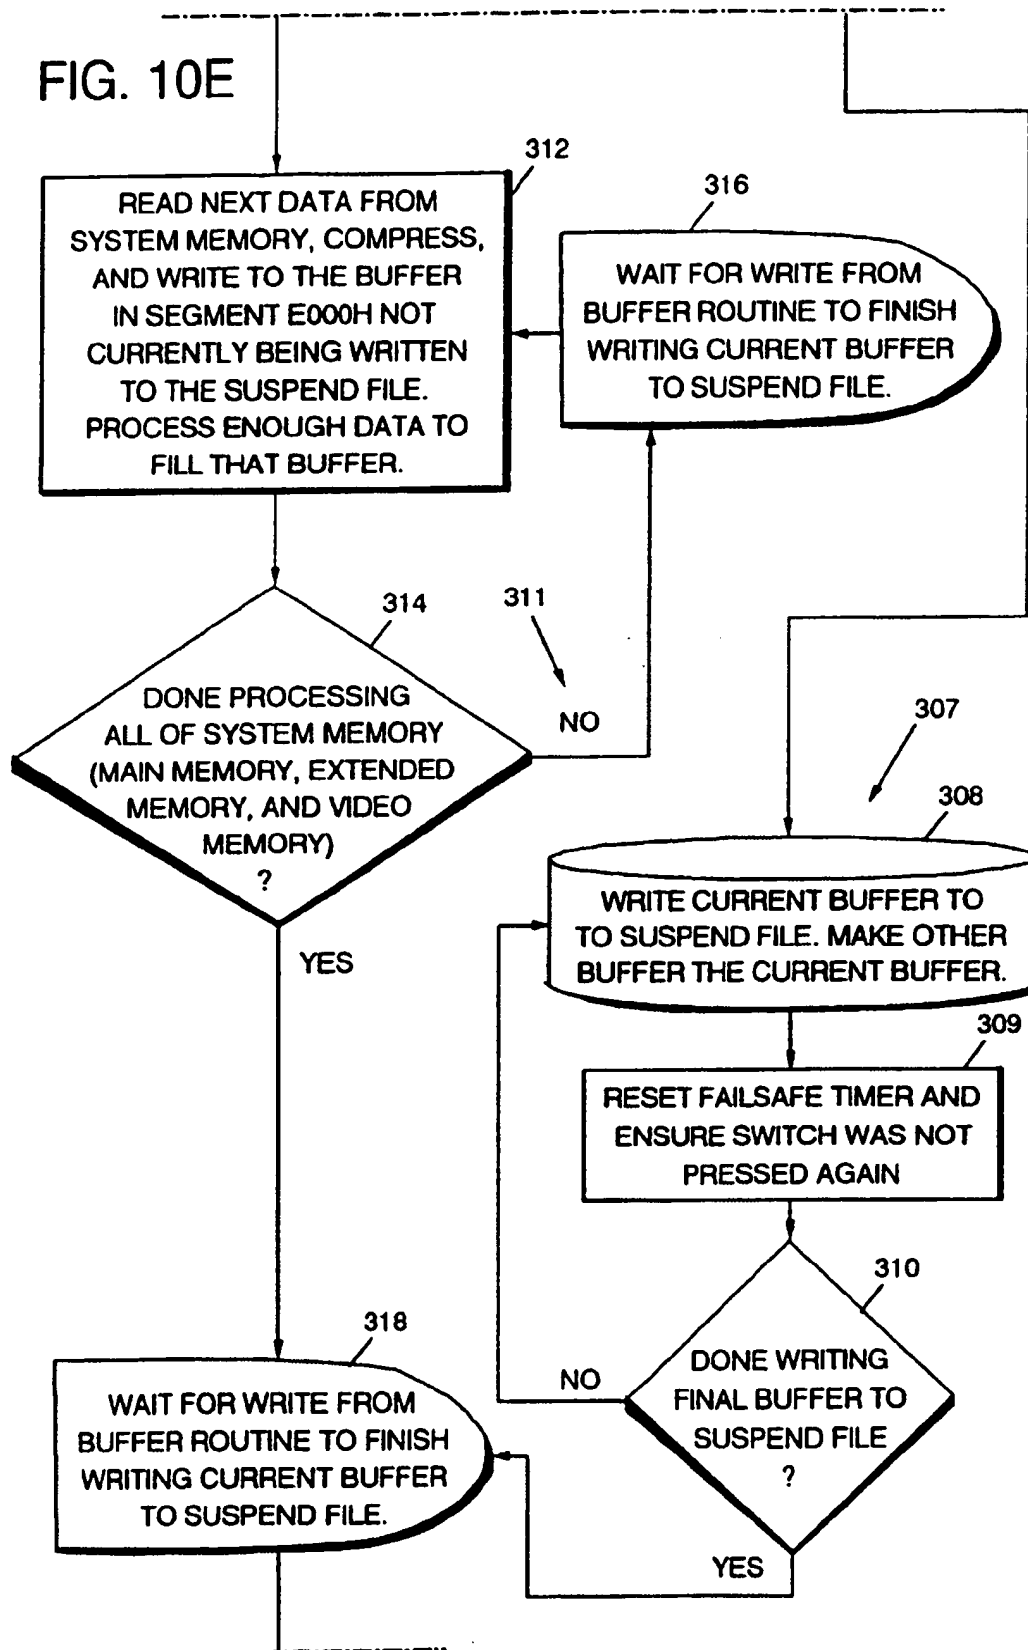 FIG. 10E
312
READ NEXT DATA FROM
SYSTEM MEMORY, COMPRESS,
AND WRITE TO THE BUFFER
IN SEGMENT E000H NOT
CURRENTLY BEING WRITTEN
TO THE SUSPEND FILE.
PROCESS ENOUGH DATA TO
FILL THAT BUFFER.
316
WAIT FOR WRITE FROM
BUFFER ROUTINE TO FINISH
WRITING CURRENT BUFFER
TO SUSPEND FILE.
314
DONE PROCESSING
ALL OF SYSTEM MEMORY
(MAIN MEMORY, EXTENDED
MEMORY, AND VIDEO
MEMORY)
?
311
NO
YES
307
308
WRITE CURRENT BUFFER TO
TO SUSPEND FILE. MAKE OTHER
BUFFER THE CURRENT BUFFER.
309
RESET FAILSAFE TIMER AND
ENSURE SWITCH WAS NOT
PRESSED AGAIN
310
DONE WRITING
FINAL BUFFER TO
SUSPEND FILE
?
NO
YES
318
WAIT FOR WRITE FROM
BUFFER ROUTINE TO FINISH
WRITING CURRENT BUFFER
TO SUSPEND FILE.